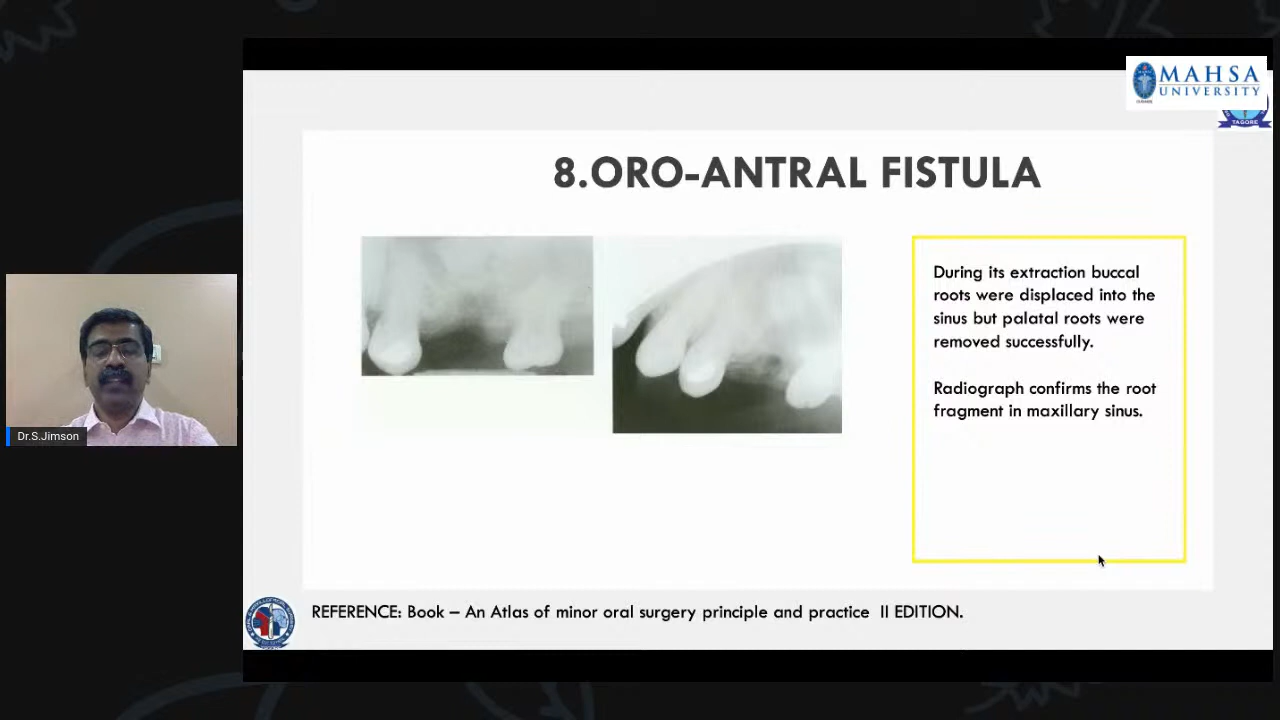 MAHSA
UNIVERSITY
TAGORE
8.ORO-ANTRAL FISTULA
During its extraction buccal
roots were displaced into the
sinus but palatal roots were
removed successfully.
Radiograph confirms the root
fragment in maxillary sinus.
Dr.S.Jimson
REFERENCE: Book – An Atlas of minor oral surgery principle and practice II EDITION.